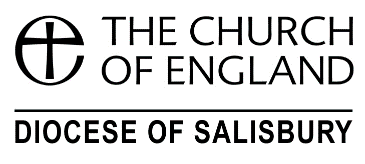 THE CHURCH
OF ENGLAND
DIOCESE OF SALISBURY